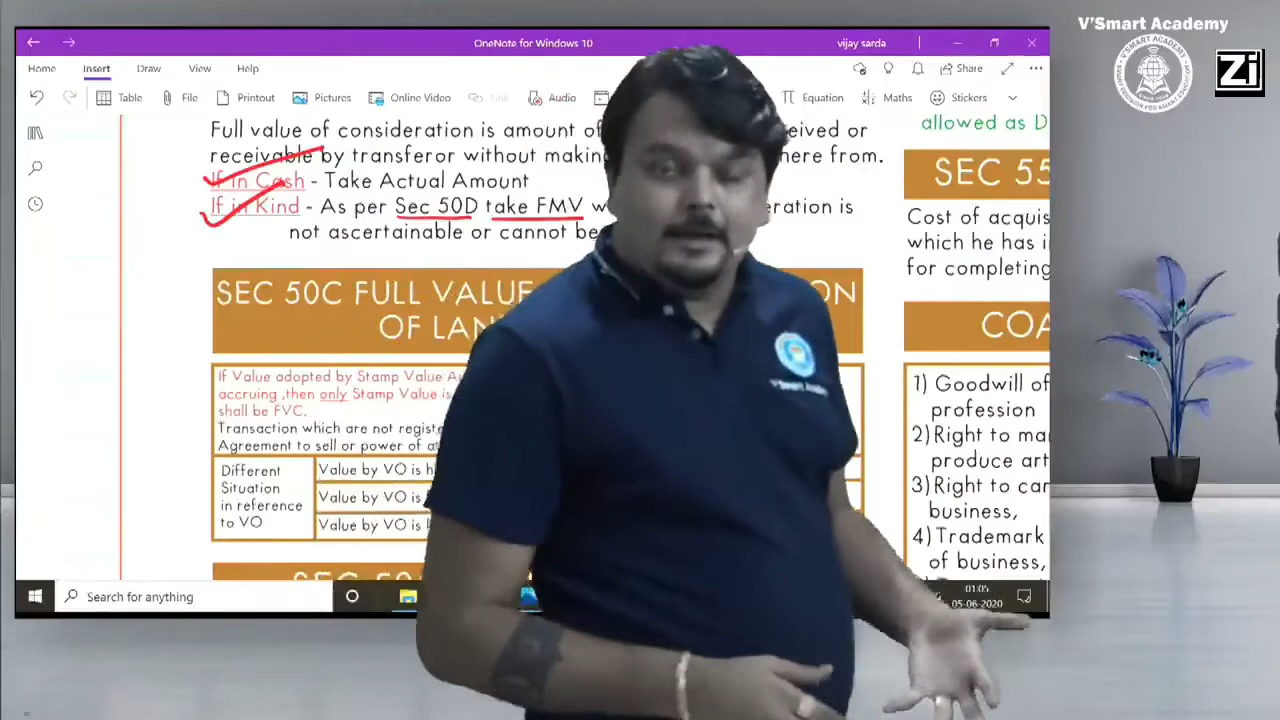 V'Smart Academy
Zi
OneNote for Windows 10
vijay sarda
Home Insert Draw View Help
Share
Table File Printout Pictures Online Video Link Audio Equation Maths Stickers
Full value of consideration is amount of eived or
receivable by transferor without makin here from.
If in Cash - Take Actual Amount
If in Kind - As per Sec 50D take FMV w eration is
not ascertainable or cannot be
SEC 50C FULL VALUE ON
OF LAN
If Value adopted by Stamp Value Au
accruing ,then only Stamp Value is
shall be FVC.
Transaction which are not regist
Agreement to sell or power of at
Different
Situation
in reference
to VO
Value by VO is h
Value by VO is
Value by VO is l
allowed as D
SEC 55
Cost of acquis
which he has i
for completing
COA
1) Goodwill of
profession
2) Right to ma
produce art
3) Right to car
business,
4) Trademark
of business,
V'Smart Academy
Search for anything
01:05
05-06-2020